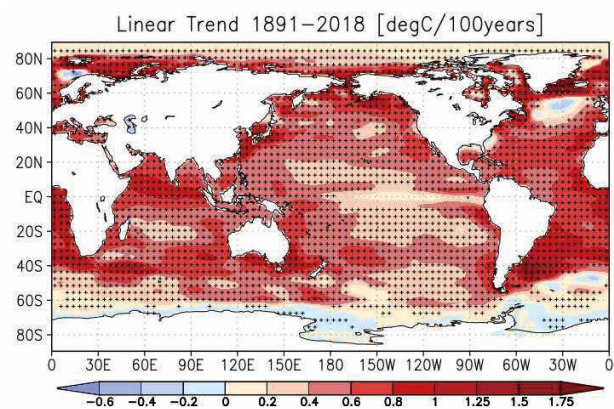 Linear Trend 1891−2018 [degC/100years]
80N
60N
40N
20N
EQ
20S
40S
60S
80S
0 30E 60E 90E 120E 150E 180 150W 120W 90W 60W 30W 0
−0.6 −0.4 −0.2 0 0.2 0.4 0.6 0.8 1 1.25 1.5 1.75